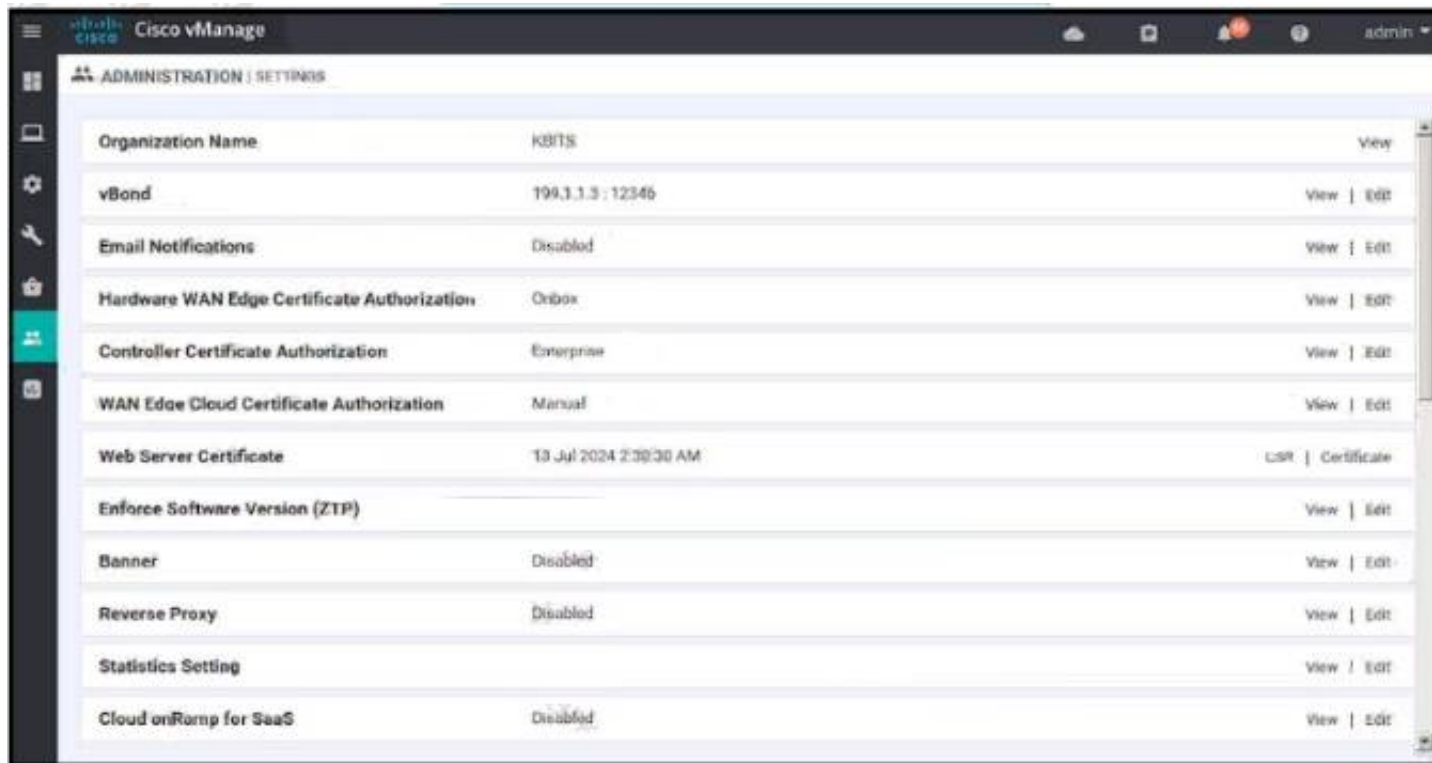 cisco Cisco vManage admin
ADMINISTRATION | SETTINGS
Organization Name KBITS View
vBond 199.1.1.3 : 12346 View | Edit
Email Notifications Disabled View | Edit
Hardware WAN Edge Certificate Authorization Onbox View | Edit
Controller Certificate Authorization Enterprise View | Edit
WAN Edge Cloud Certificate Authorization Manual View | Edit
Web Server Certificate 13 Jul 2024 CSR | Certificate
Enforce Software Version (ZTP) View | Edit
Banner Disabled View | Edit
Reverse Proxy Disabled View | Edit
Statistics Setting View | Edit
Cloud onRamp for SaaS Disabled View | Edit